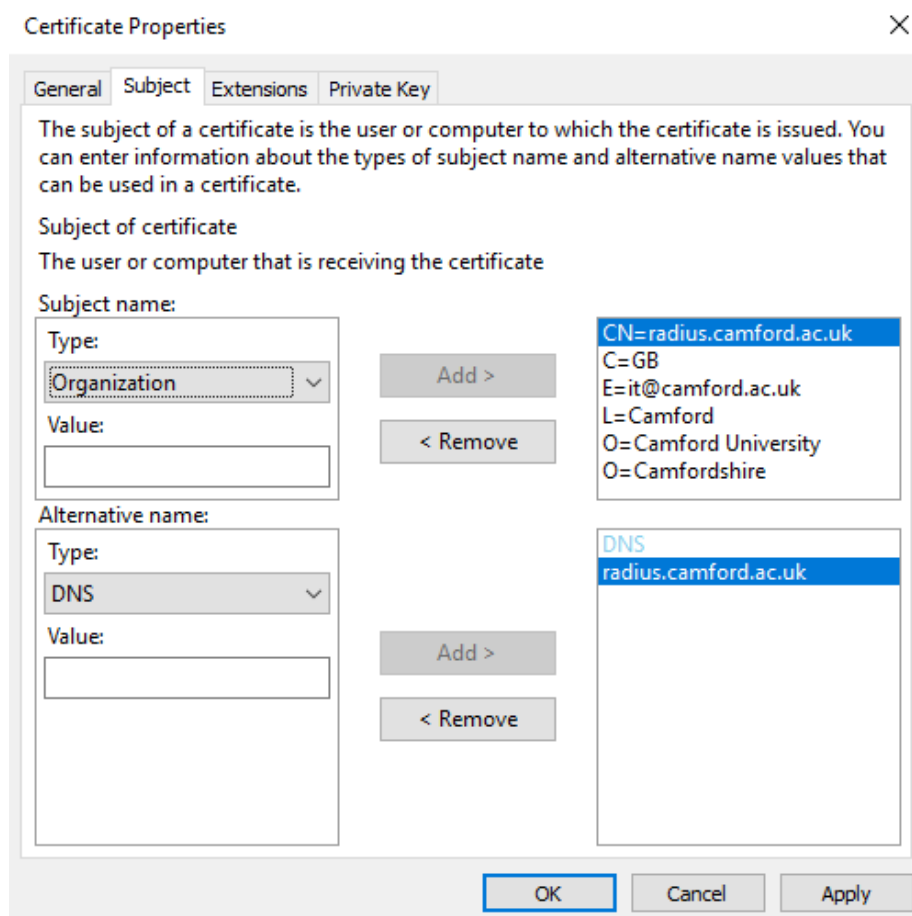 Certificate Properties
General Subject Extensions Private Key
The subject of a certificate is the user or computer to which the certificate is issued. You
can enter information about the types of subject name and alternative name values that
can be used in a certificate.
Subject of certificate
The user or computer that is receiving the certificate
Subject name:
Type:
Organization
Value:
Add >
< Remove
CN=radius.camford.ac.uk
C=GB
E=it@camford.ac.uk
L=Camford
O=Camford University
O=Camfordshire
Alternative name:
Type:
DNS
Value:
Add >
< Remove
DNS
radius.camford.ac.uk
OK Cancel Apply